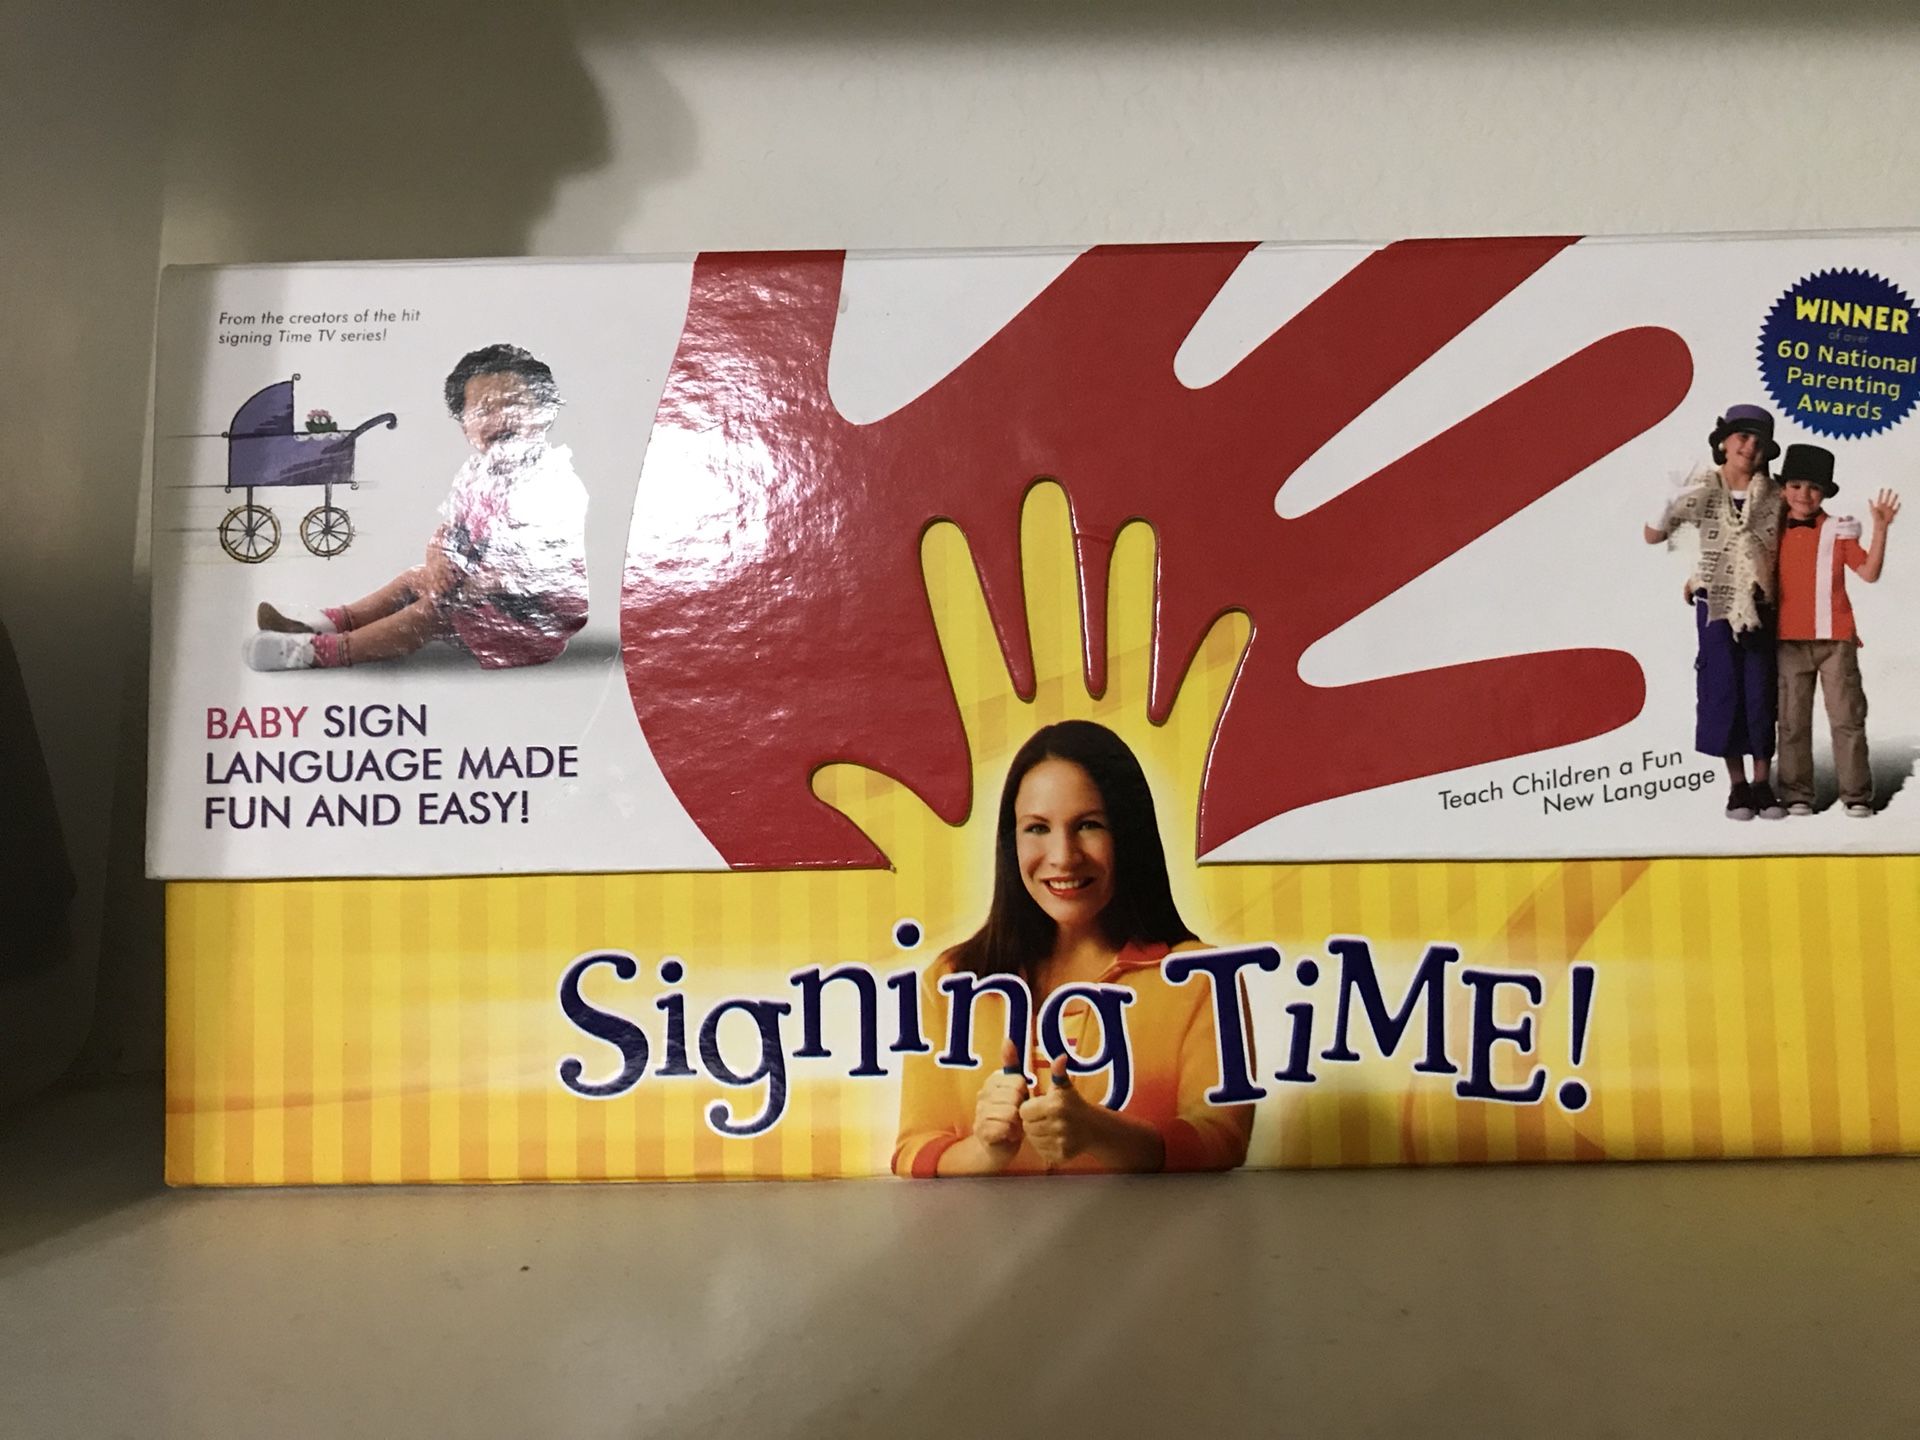 From the creators of the hit
signing Time TV series!
BABY SIGN
LANGUAGE MADE
FUN AND EASY!
WINNER
of over
60 National
Parenting
Awards
Teach Children a Fun
New Language
Signing TiME!